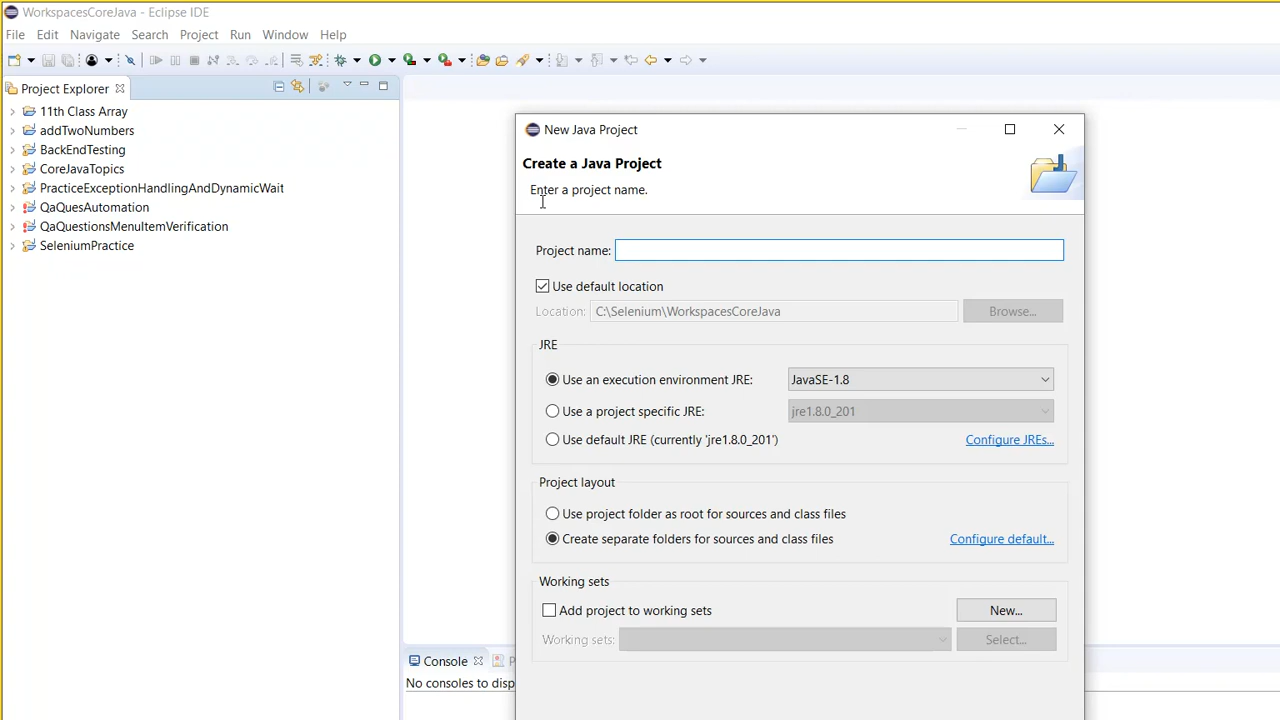 WorkspacesCoreJava - Eclipse IDE
File Edit Navigate Search Project Run Window Help
Project Explorer
11th Class Array
addTwoNumbers
BackEndTesting
CoreJavaTopics
PracticeExceptionHandlingAndDynamicWait
QaQuesAutomation
QaQuestionsMenuItemVerification
SeleniumPractice
New Java Project
Create a Java Project
Enter a project name.
Project name:
Use default location
Location: C:\Selenium\WorkspacesCoreJava Browse...
JRE
Use an execution environment JRE: JavaSE-1.8
Use a project specific JRE: jre1.8.0_201
Use default JRE (currently 'jre1.8.0_201') Configure JREs...
Project layout
Use project folder as root for sources and class files
Create separate folders for sources and class files Configure default...
Working sets
Add project to working sets New...
Working sets: Select...
Console P
No consoles to disp